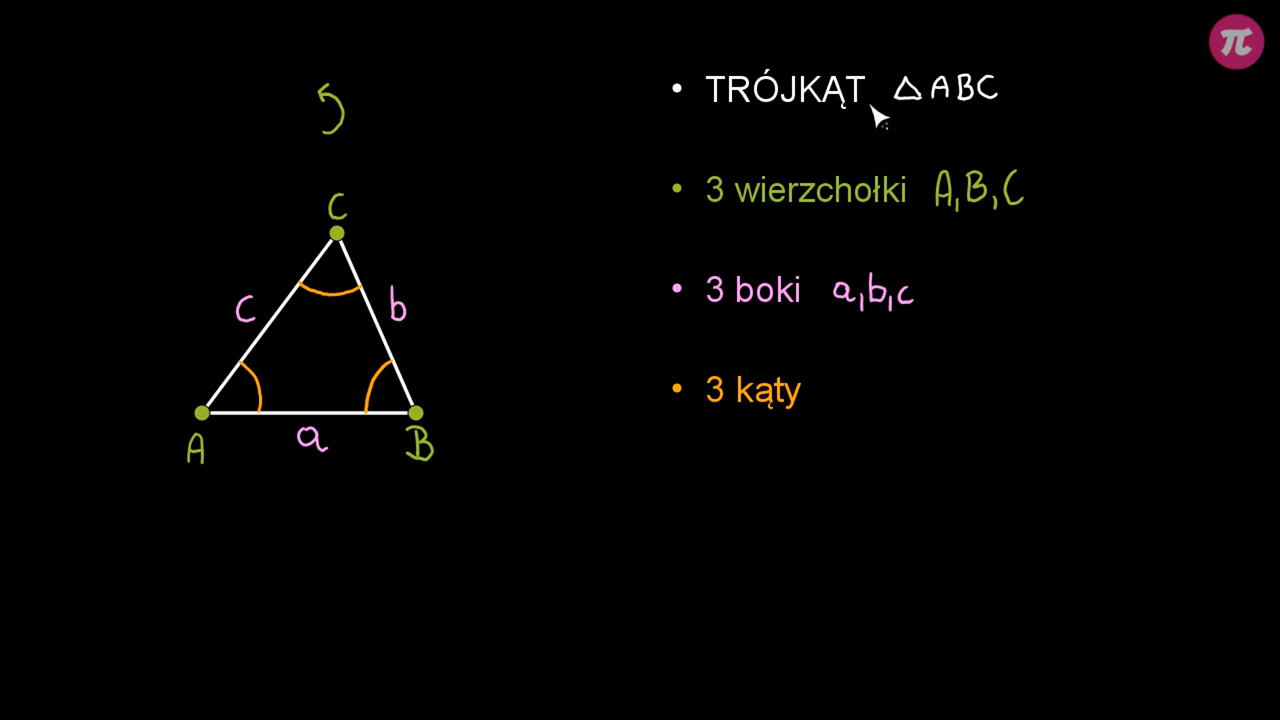 π
• TRÓJKĄT △ABC
• 3 wierzchołki A,B,C
• 3 boki a,b,c
• 3 kąty
C
c
b
A
a
B